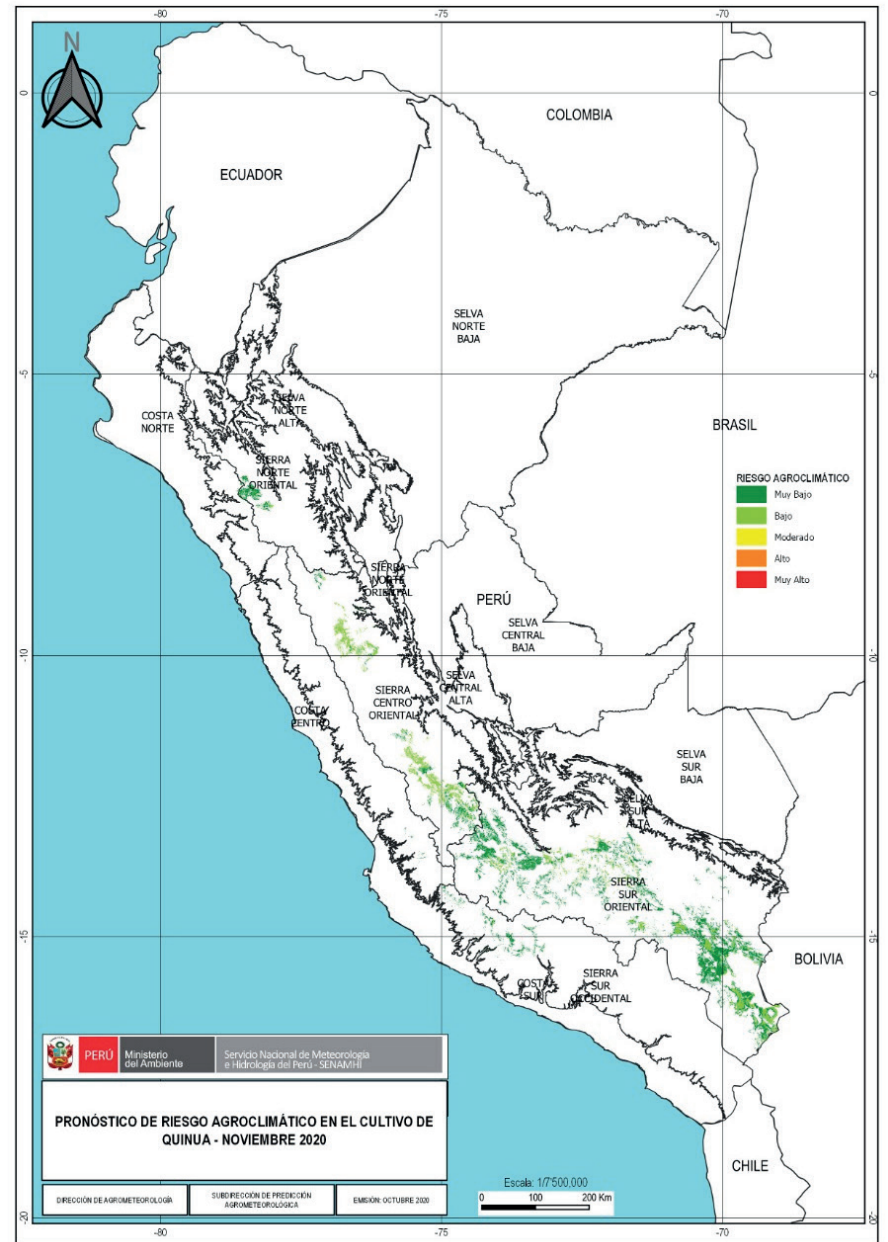 -80
-75
-70
N
0
0
COLOMBIA
ECUADOR
SELVA
NORTE
BAJA
-5
-5
SELVA
NORTE
ALTA
COSTA
NORTE
BRASIL
SIERRA
NORTE
ORIENTAL
RIESGO AGROCLIMÁTICO
Muy Bajo
Bajo
Moderado
Alto
Muy Alto
SIERRA
NORTE
ORIENTAL
PERÚ
SELVA
CENTRAL
BAJA
-10
-10
SELVA
CENTRAL
ALTA
SIERRA
CENTRO
ORIENTAL
COSTA
CENTRO
SELVA
SUR
BAJA
SELVA
SUR
ALTA
SIERRA
SUR
ORIENTAL
-15
-15
BOLIVIA
COSTA
SUR
SIERRA
SUR
OCCIDENTAL
PERÚ
Ministerio
del Ambiente
Servicio Nacional de Meteorología
e Hidrología del Perú - SENAMHI
PRONÓSTICO DE RIESGO AGROCLIMÁTICO EN EL CULTIVO DE
QUINUA - NOVIEMBRE 2020
CHILE
DIRECCIÓN DE AGROMETEOROLOGÍA
SUBDIRECCIÓN DE PREDICCIÓN
AGROMETEOROLÓGICA
EMISIÓN: OCTUBRE 2020
Escala: 1/7'500,000
0 100 200 Km
-20
-20
-80
-75
-70